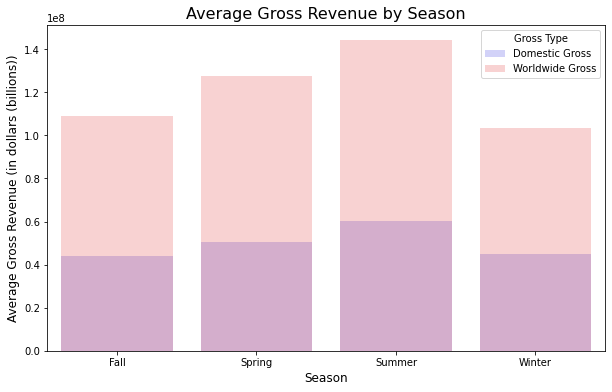 Average Gross Revenue by Season
1e8
Gross Type
Domestic Gross
Worldwide Gross
Average Gross Revenue (in dollars (billions))
1.4
1.2
1.0
0.8
0.6
0.4
0.2
0.0
Fall Spring Summer Winter
Season